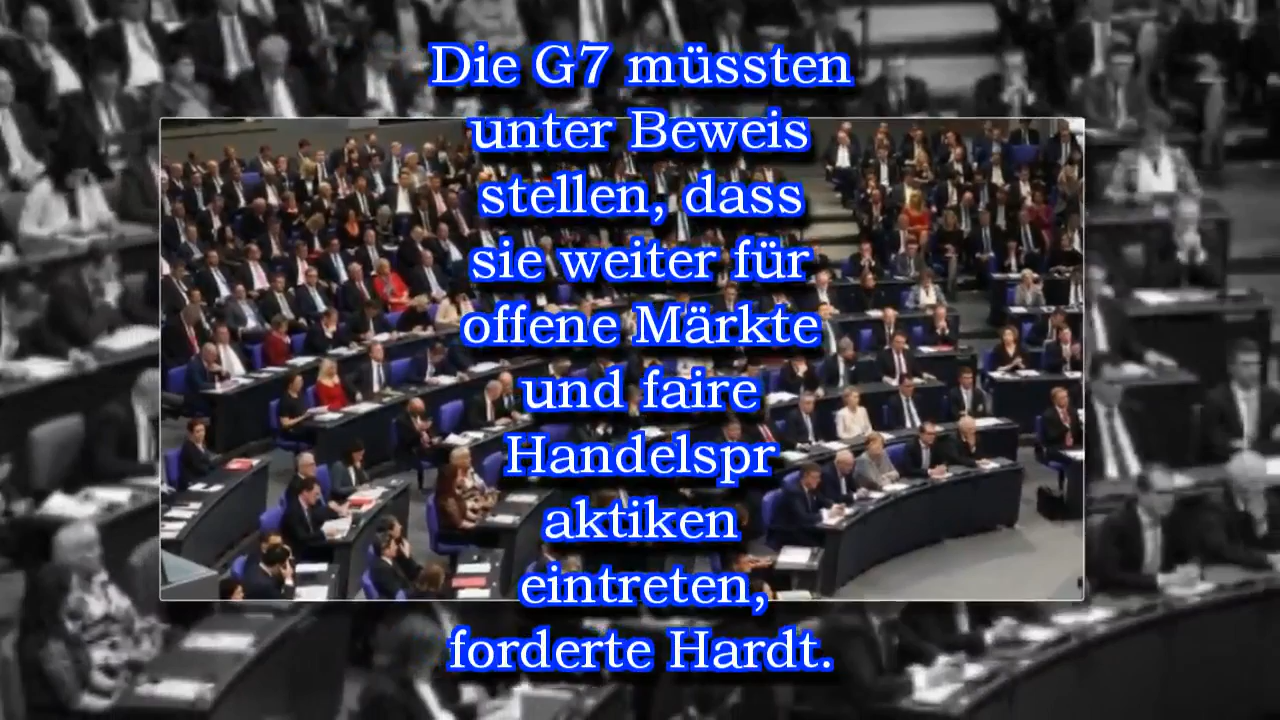 Die G7 müssten
unter Beweis
stellen, dass
sie weiter für
offene Märkte
und faire
Handelspr
aktiken
eintreten,
forderte Hardt.